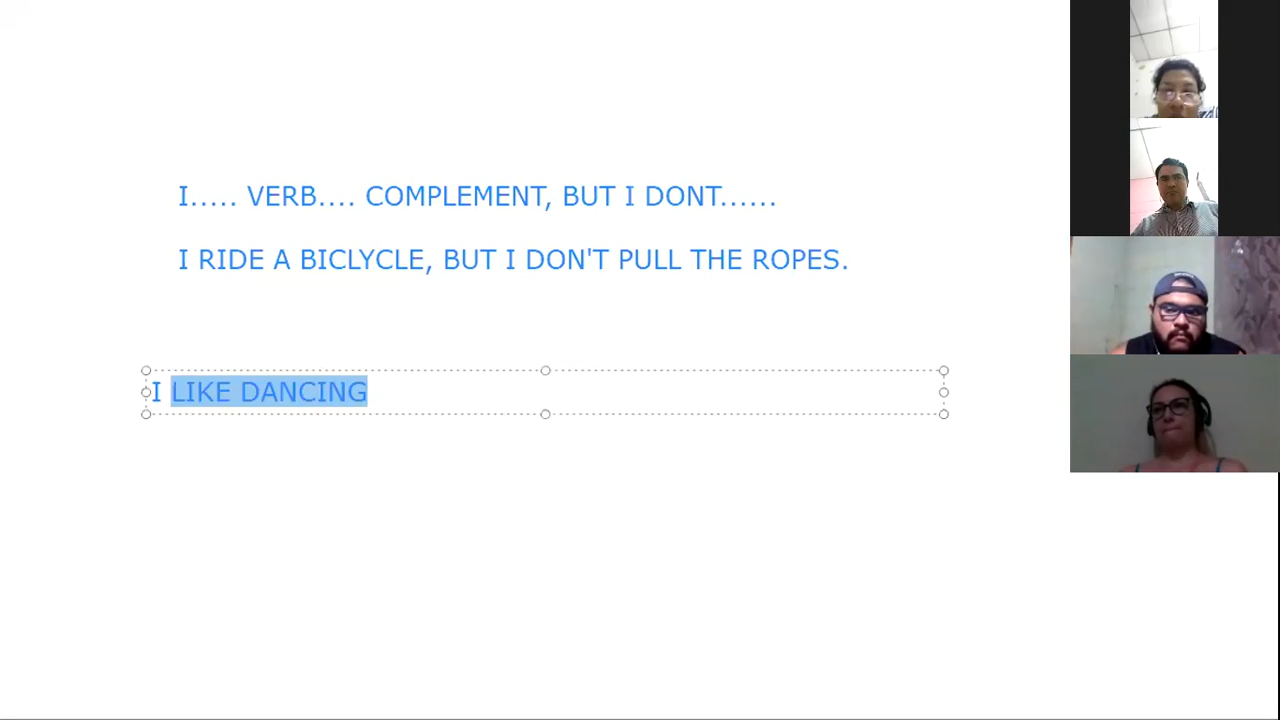 I..... VERB.... COMPLEMENT, BUT I DONT......
I RIDE A BICLYCLE, BUT I DON'T PULL THE ROPES.
I LIKE DANCING